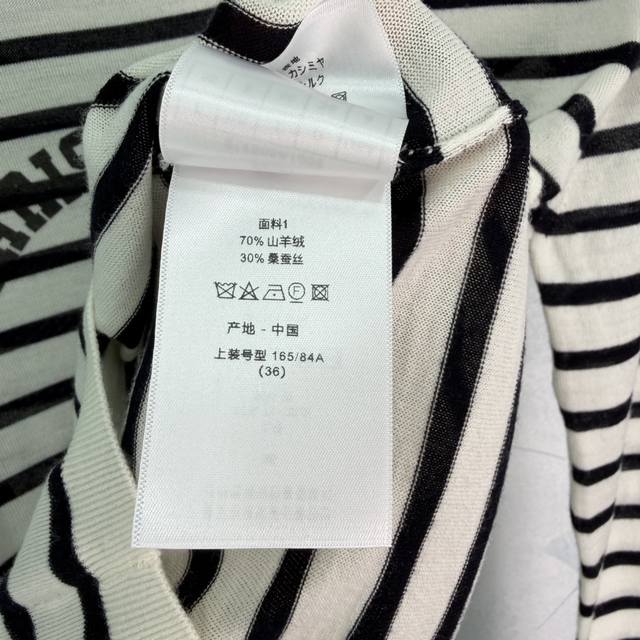 カシミヤ
ルク
面料1
70% 山羊绒
30% 桑蚕丝
产地 - 中国
上装号型 165/84A
(36)